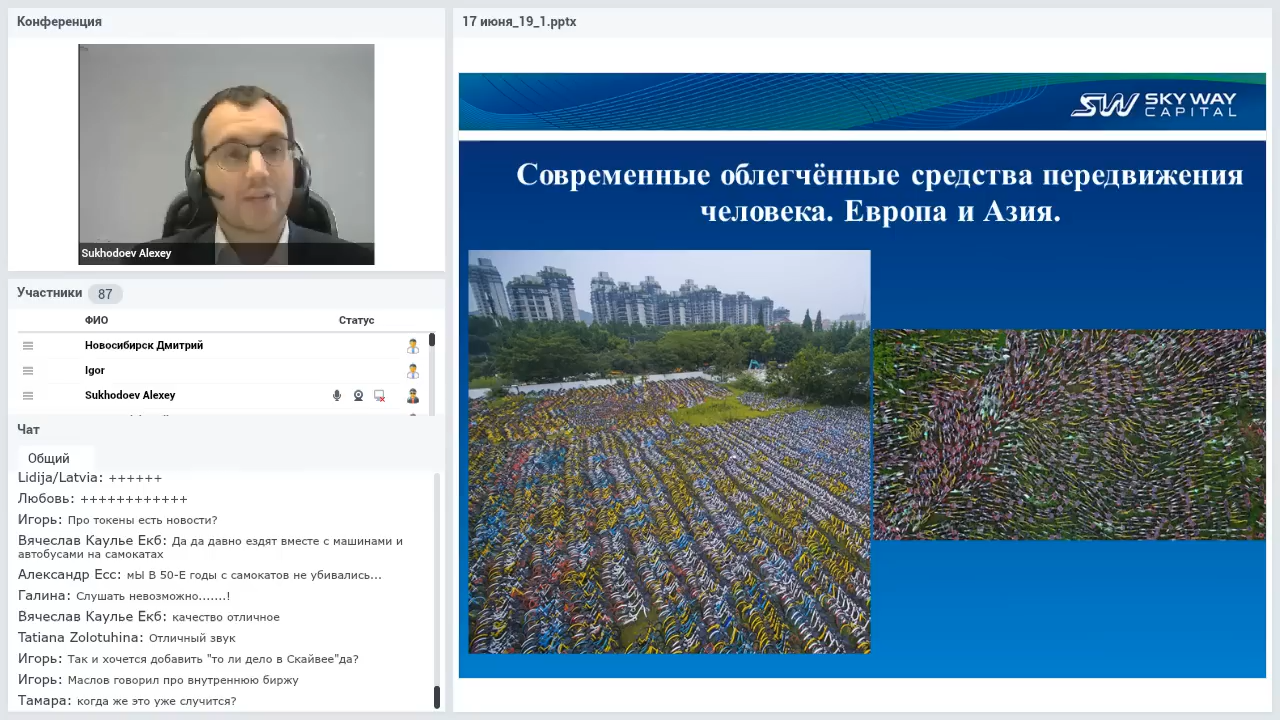 Конференция
Sukhodoev Alexey
Участники 87
ФИО Статус
Новосибирск Дмитрий
Igor
Sukhodoev Alexey
Чат
Общий
Lidija/Latvia: ++++++
Любовь: ++++++++++++
Игорь: Про токены есть новости?
Вячеслав Каулье Екб: Да да давно ездят вместе с машинами и
автобусами на самокатах
Александр Есс: мЫ В 50-Е годы с самокатов не убивались...
Галина: Слушать невозможно.......!
Вячеслав Каулье Екб: качество отличное
Tatiana Zolotuhina: Отличный звук
Игорь: Так и хочется добавить "то ли дело в Скайвее"да?
Игорь: Маслов говорил про внутреннюю биржу
Тамара: когда же это уже случится?
17 июня_19_1.pptx
SW SKY WAY
CAPITAL
Современные облегчённые средства передвижения
человека. Европа и Азия.